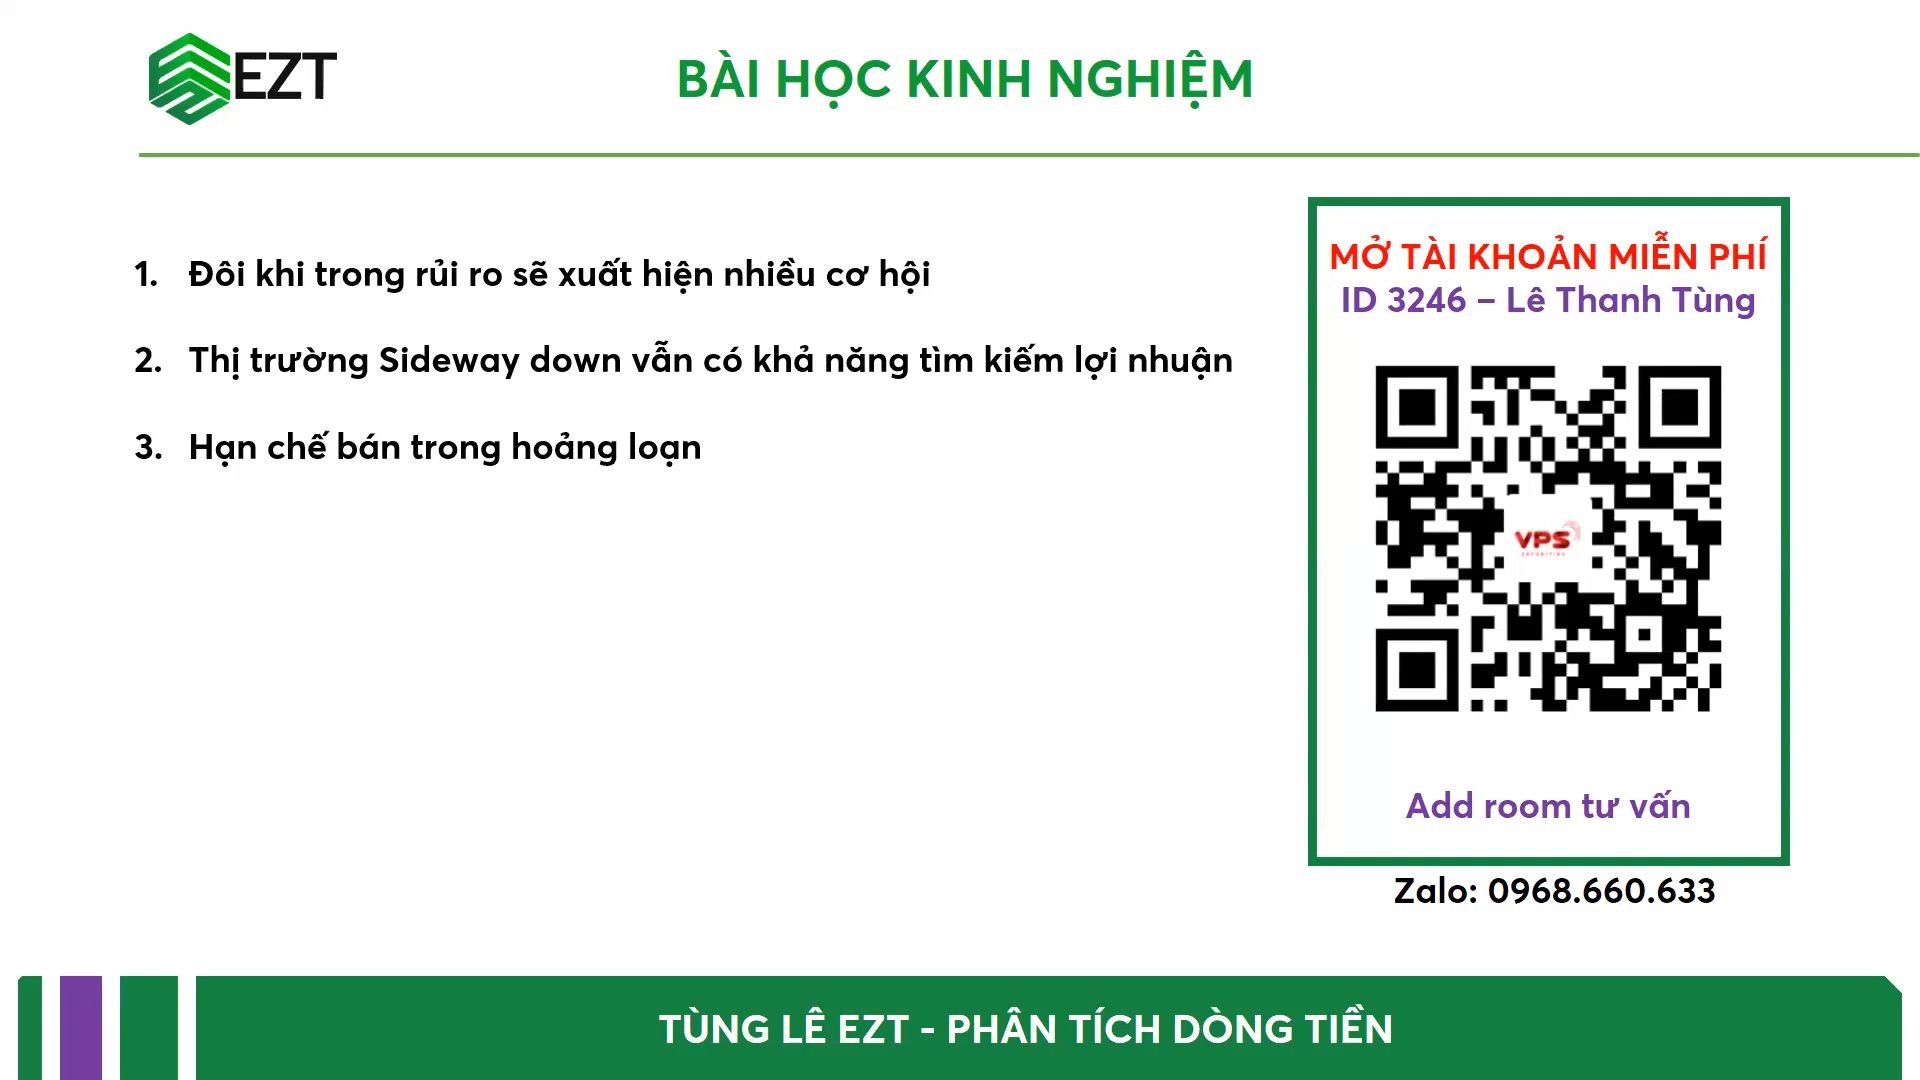 EZT
BÀI HỌC KINH NGHIỆM
1. Đôi khi trong rủi ro sẽ xuất hiện nhiều cơ hội
2. Thị trường Sideway down vẫn có khả năng tìm kiếm lợi nhuận
3. Hạn chế bán trong hoảng loạn
MỞ TÀI KHOẢN MIỄN PHÍ
ID 3246 – Lê Thanh Tùng
VPS
SECURITIES
Add room tư vấn
Zalo: 0968.660.633
TÙNG LÊ EZT - PHÂN TÍCH DÒNG TIỀN